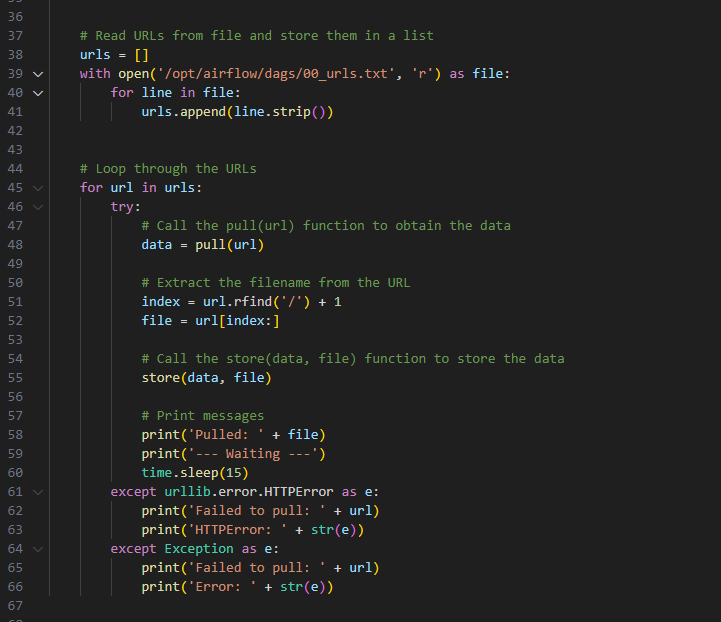 36
37 # Read URLs from file and store them in a list
38 urls = []
39 with open('/opt/airflow/dags/00_urls.txt', 'r') as file:
40 for line in file:
41 urls.append(line.strip())
42
43
44 # Loop through the URLs
45 for url in urls:
46 try:
47 # Call the pull(url) function to obtain the data
48 data = pull(url)
49
50 # Extract the filename from the URL
51 index = url.rfind('/') + 1
52 file = url[index:]
53
54 # Call the store(data, file) function to store the data
55 store(data, file)
56
57 # Print messages
58 print('Pulled: ' + file)
59 print('--- Waiting ---')
60 time.sleep(15)
61 except urllib.error.HTTPError as e:
62 print('Failed to pull: ' + url)
63 print('HTTPError: ' + str(e))
64 except Exception as e:
65 print('Failed to pull: ' + url)
66 print('Error: ' + str(e))
67